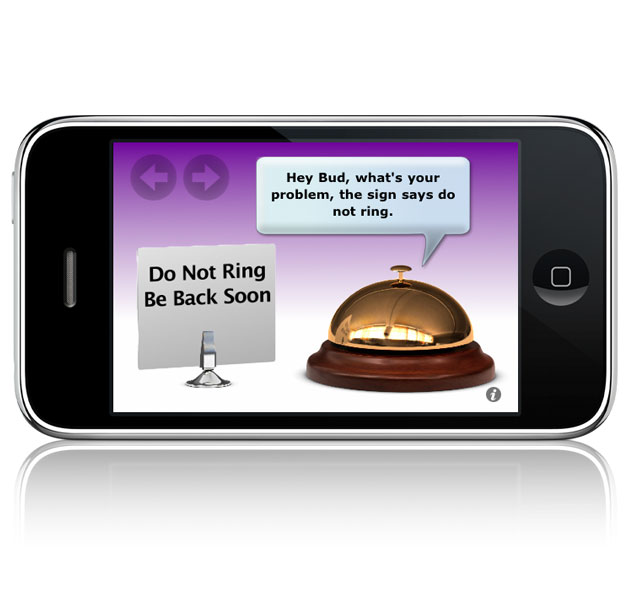 Hey Bud, what's your
problem, the sign says do
not ring.
Do Not Ring
Be Back Soon
i